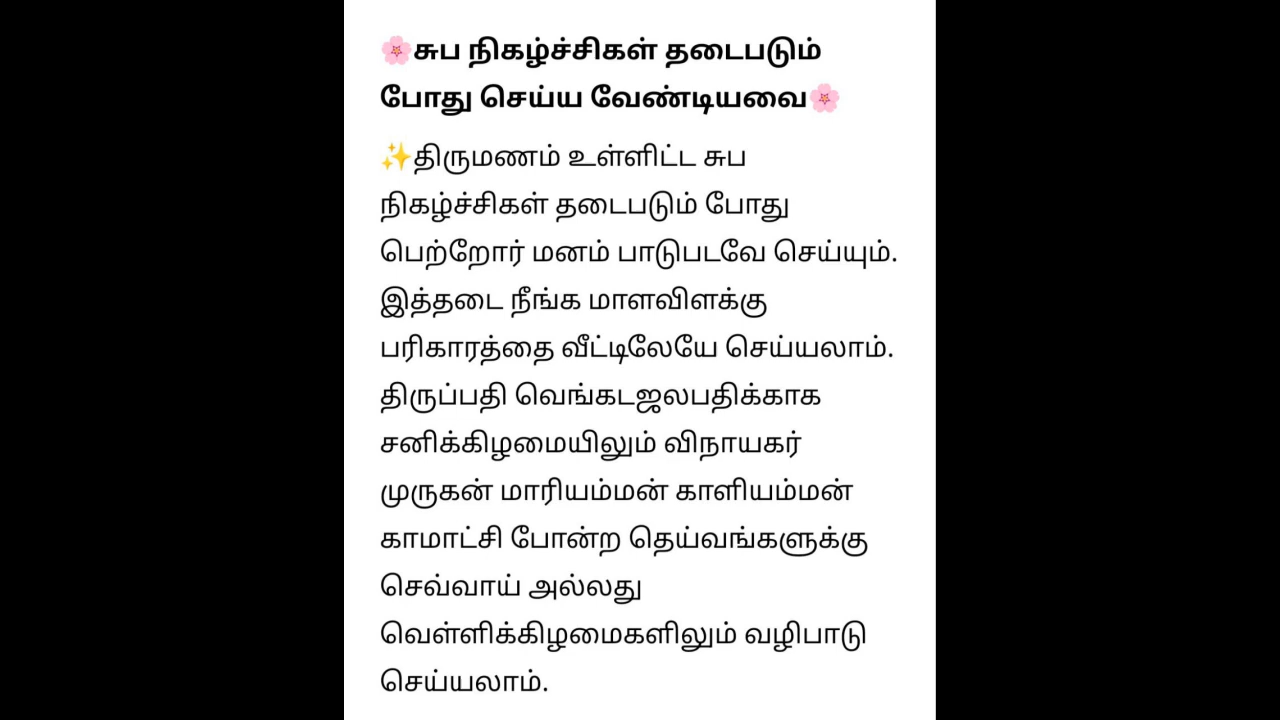 🌸சுப நிகழ்ச்சிகள் தடைபடும்
போது செய்ய வேண்டியவை🌸
✨திருமணம் உள்ளிட்ட சுப
நிகழ்ச்சிகள் தடைபடும் போது
பெற்றோர் மனம் பாடுபடவே செய்யும்.
இத்தடை நீங்க மாளவிளக்கு
பரிகாரத்தை வீட்டிலேயே செய்யலாம்.
திருப்பதி வெங்கடஜலபதிக்காக
சனிக்கிழமையிலும் விநாயகர்
முருகன் மாரியம்மன் காளியம்மன்
காமாட்சி போன்ற தெய்வங்களுக்கு
செவ்வாய் அல்லது
வெள்ளிக்கிழமைகளிலும் வழிபாடு
செய்யலாம்.